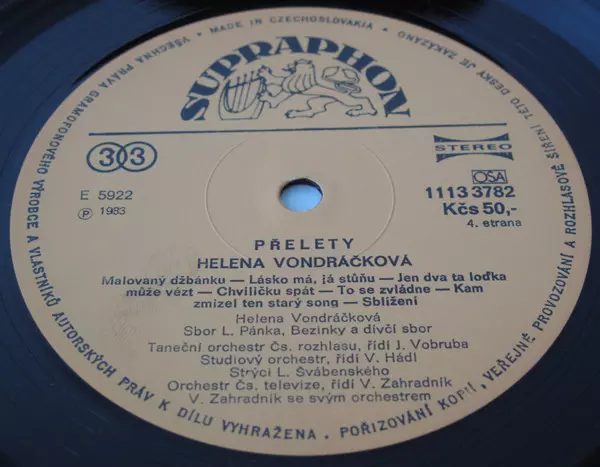 MADE IN CZECHOSLOVAKIA • VŠECHNA PRÁVA GRAMOFONOVÉHO VÝROBCE A VLASTNÍKŮ AUTORSKÝCH PRÁV K DÍLU VYHRAŽENA • POŘIZOVÁNÍ KOPIÍ, VEŘEJNÉ PROVOZOVÁNÍ A ROZHLASOVÉ ŠÍŘENÍ TÉTO DESKY JE ZAKÁZÁNO
SUPRAPHON
33
STEREO
E 5922
℗ 1983
OSA
1113 3782
Kčs 50,-
4. strana
PŘELETY
HELENA VONDRÁČKOVÁ
Malovaný džbánku — Lásko má, já stůňu — Jen dva ta loďka
může vézt — Chviličku spát — To se zvládne — Kam
zmizel ten starý song — Sblížení
Helena Vondráčková
Sbor L. Pánka, Bezinky a dívčí sbor
Taneční orchestr Čs. rozhlasu, řídí J. Vobruba
Studiový orchestr, řídí V. Hádl
Strýci L. Švábenského
Orchestr Čs. televize, řídí V. Zahradník
V. Zahradník se svým orchestrem